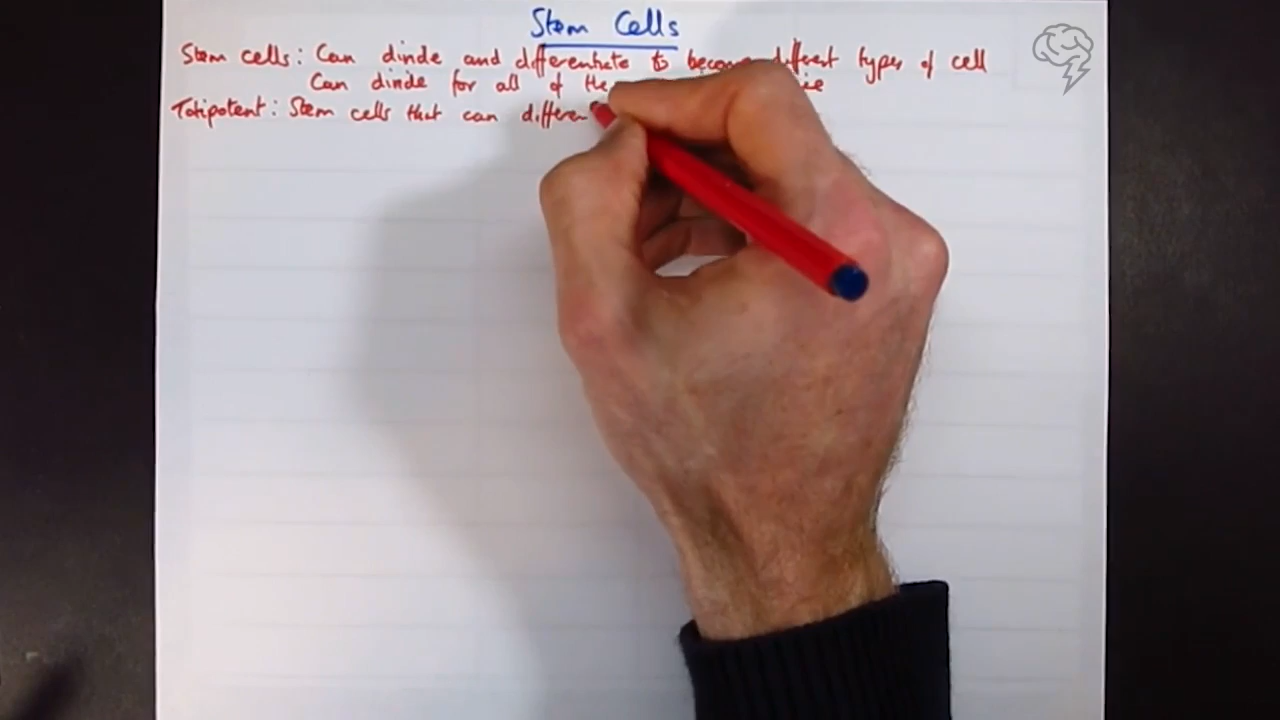 Stem Cells
Stem cells: Can divide and differentiate to become different types of cell
Can divide for all of the
Totipotent: Stem cells that can differen